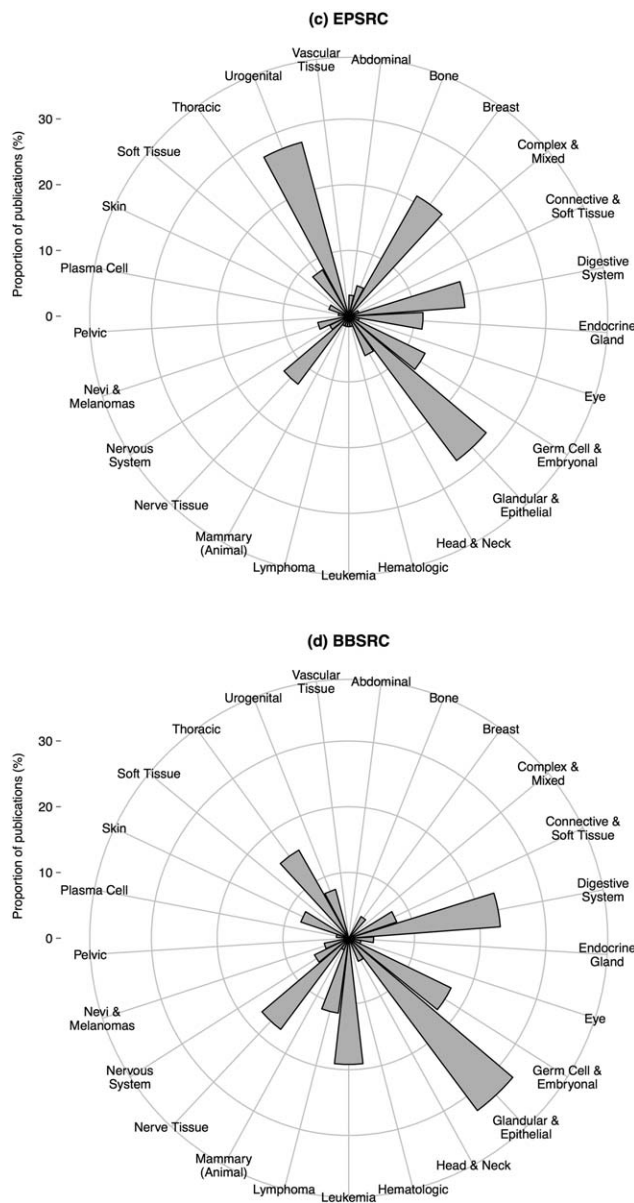 (c) EPSRC
Vascular
Tissue
Abdominal
Urogenital
Bone
Thoracic
Breast
Soft Tissue
Complex &
Mixed
Skin
Connective &
Soft Tissue
Plasma Cell
Digestive
System
Pelvic
Endocrine
Gland
Nevi &
Melanomas
Eye
Nervous
System
Germ Cell &
Embryonal
Nerve Tissue
Glandular &
Epithelial
Mammary
(Animal)
Head & Neck
Lymphoma
Hematologic
Leukemia
Proportion of publications (%)
30
20
10
0
(d) BBSRC
Vascular
Tissue
Abdominal
Urogenital
Bone
Thoracic
Breast
Soft Tissue
Complex &
Mixed
Skin
Connective &
Soft Tissue
Plasma Cell
Digestive
System
Pelvic
Endocrine
Gland
Nevi &
Melanomas
Eye
Nervous
System
Germ Cell &
Embryonal
Nerve Tissue
Glandular &
Epithelial
Mammary
(Animal)
Head & Neck
Lymphoma
Hematologic
Leukemia
Proportion of publications (%)
30
20
10
0